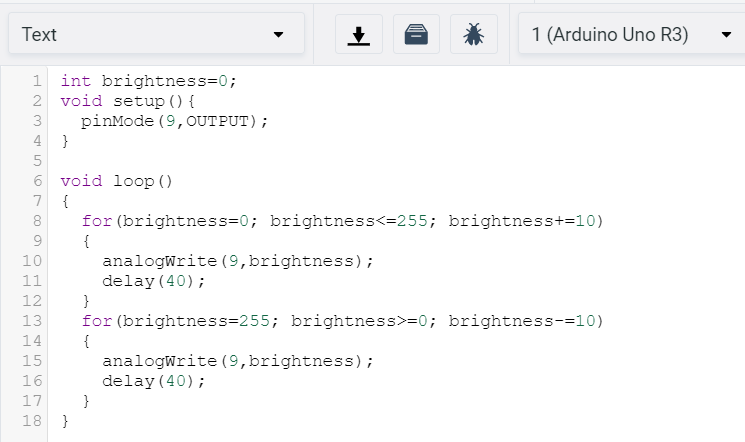 Text
1 (Arduino Uno R3)
1 int brightness=0;
2 void setup(){
3   pinMode(9,OUTPUT);
4 }
5
6 void loop()
7 {
8   for(brightness=0; brightness<=255; brightness+=10)
9   {
10     analogWrite(9,brightness);
11     delay(40);
12   }
13   for(brightness=255; brightness>=0; brightness-=10)
14   {
15     analogWrite(9,brightness);
16     delay(40);
17   }
18 }